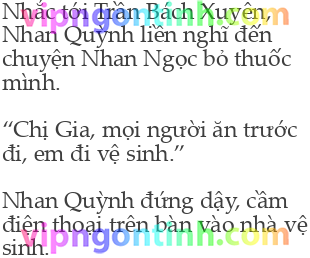 Nhắc tới Trần Bách Xuyên,
vipngontinh.com
Nhan Quỳnh liền nghĩ đến
chuyện Nhan Ngọc bỏ thuốc
mình.
“Chị Gia, mọi người ăn trước
đi, em đi vệ sinh.”
Nhan Quỳnh đứng dậy, cầm
điện thoại trên bàn vào nhà vệ
vipngontinh.com
sinh.